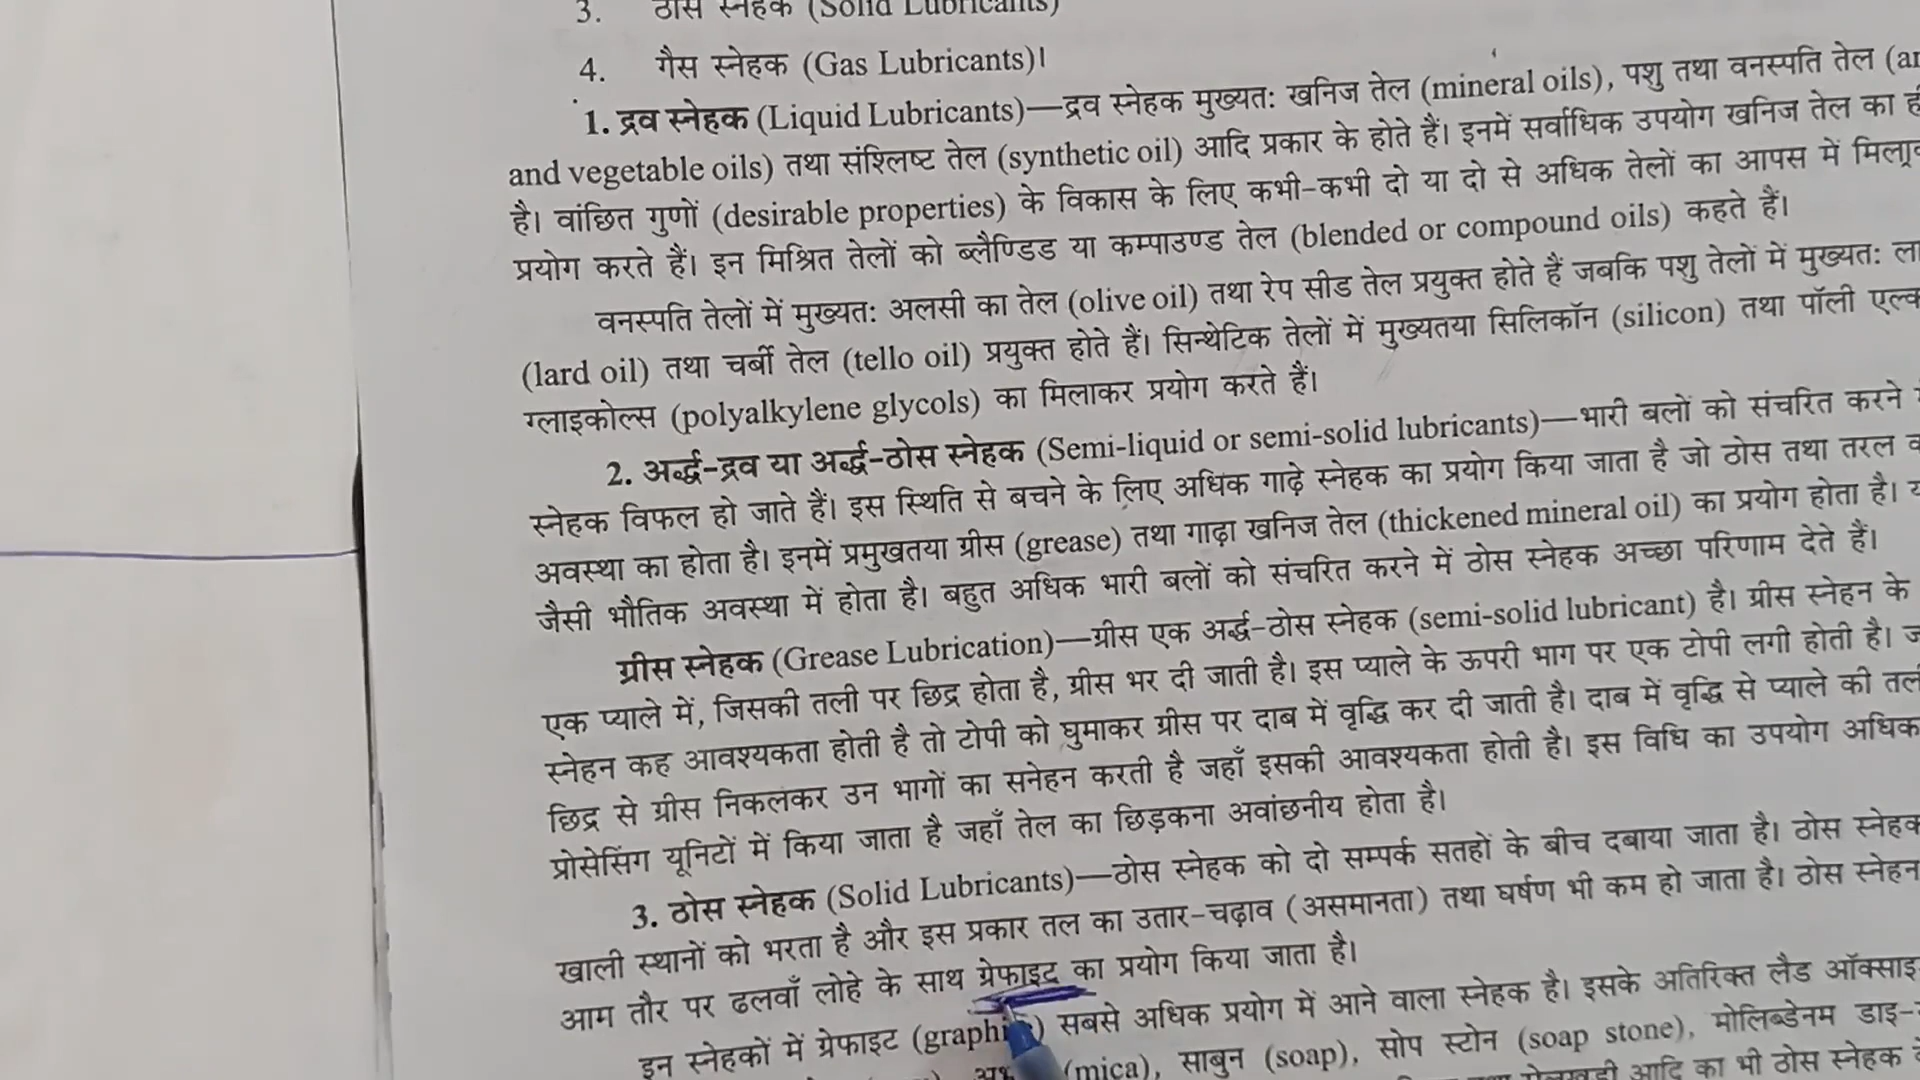 3. ठोस स्नेहक (Solid Lubricants)
4. गैस स्नेहक (Gas Lubricants)।
1. द्रव स्नेहक (Liquid Lubricants)—द्रव स्नेहक मुख्यत: खनिज तेल (mineral oils), पशु तथा वनस्पति तेल
and vegetable oils) तथा संश्लिष्ट तेल (synthetic oil) आदि प्रकार के होते हैं। इनमें सर्वाधिक उपयोग खनिज तेल का
है। वांछित गुणों (desirable properties) के विकास के लिए कभी-कभी दो या दो से अधिक तेलों का आपस में
प्रयोग करते हैं। इन मिश्रित तेलों को ब्लैण्डिड या कम्पाउण्ड तेल (blended or compound oils) कहते हैं।
वनस्पति तेलों में मुख्यत: अलसी का तेल (olive oil) तथा रेप सीड तेल प्रयुक्त होते हैं जबकि पशु तेलों में मुख्यत:
(lard oil) तथा चर्बी तेल (tello oil) प्रयुक्त होते हैं। सिन्थेटिक तेलों में मुख्यतया सिलिकॉन (silicon) तथा पॉली
ग्लाइकोल्स (polyalkylene glycols) का मिलाकर प्रयोग करते हैं।
2. अर्द्ध-द्रव या अर्द्ध-ठोस स्नेहक (Semi-liquid or semi-solid lubricants)—भारी बलों को संचरित करने
स्नेहक विफल हो जाते हैं। इस स्थिति से बचने के लिए अधिक गाढ़े स्नेहक का प्रयोग किया जाता है जो ठोस तथा तरल
अवस्था का होता है। इनमें प्रमुखतया ग्रीस (grease) तथा गाढ़ा खनिज तेल (thickened mineral oil) का प्रयोग होता है।
जैसी भौतिक अवस्था में होता है। बहुत अधिक भारी बलों को संचरित करने में ठोस स्नेहक अच्छा परिणाम देते हैं।
ग्रीस स्नेहक (Grease Lubrication)—ग्रीस एक अर्द्ध-ठोस स्नेहक (semi-solid lubricant) है। ग्रीस स्नेहन के
एक प्याले में, जिसकी तली पर छिद्र होता है, ग्रीस भर दी जाती है। इस प्याले के ऊपरी भाग पर एक टोपी लगी होती है।
स्नेहन कह आवश्यकता होती है तो टोपी को घुमाकर ग्रीस पर दाब में वृद्धि कर दी जाती है। दाब में वृद्धि से प्याले की
छिद्र से ग्रीस निकलकर उन भागों का सनेहन करती है जहाँ इसकी आवश्यकता होती है। इस विधि का उपयोग अधिक
प्रोसेसिंग यूनिटों में किया जाता है जहाँ तेल का छिड़कना अवांछनीय होता है।
3. ठोस स्नेहक (Solid Lubricants)—ठोस स्नेहक को दो सम्पर्क सतहों के बीच दबाया जाता है। ठोस स्नेहक
खाली स्थानों को भरता है और इस प्रकार तल का उतार-चढ़ाव (असमानता) तथा घर्षण भी कम हो जाता है। ठोस स्नेहन
आम तौर पर ढलवाँ लोहे के साथ ग्रेफाइट का प्रयोग किया जाता है।
इन स्नेहकों में ग्रेफाइट सबसे अधिक प्रयोग में आने वाला स्नेहक है। इसके अतिरिक्त लैड
(mica), साबुन (soap), सोप स्टोन (soap stone), मोलिब्डेनम डाइ-
आदि का भी ठोस स्नेहक